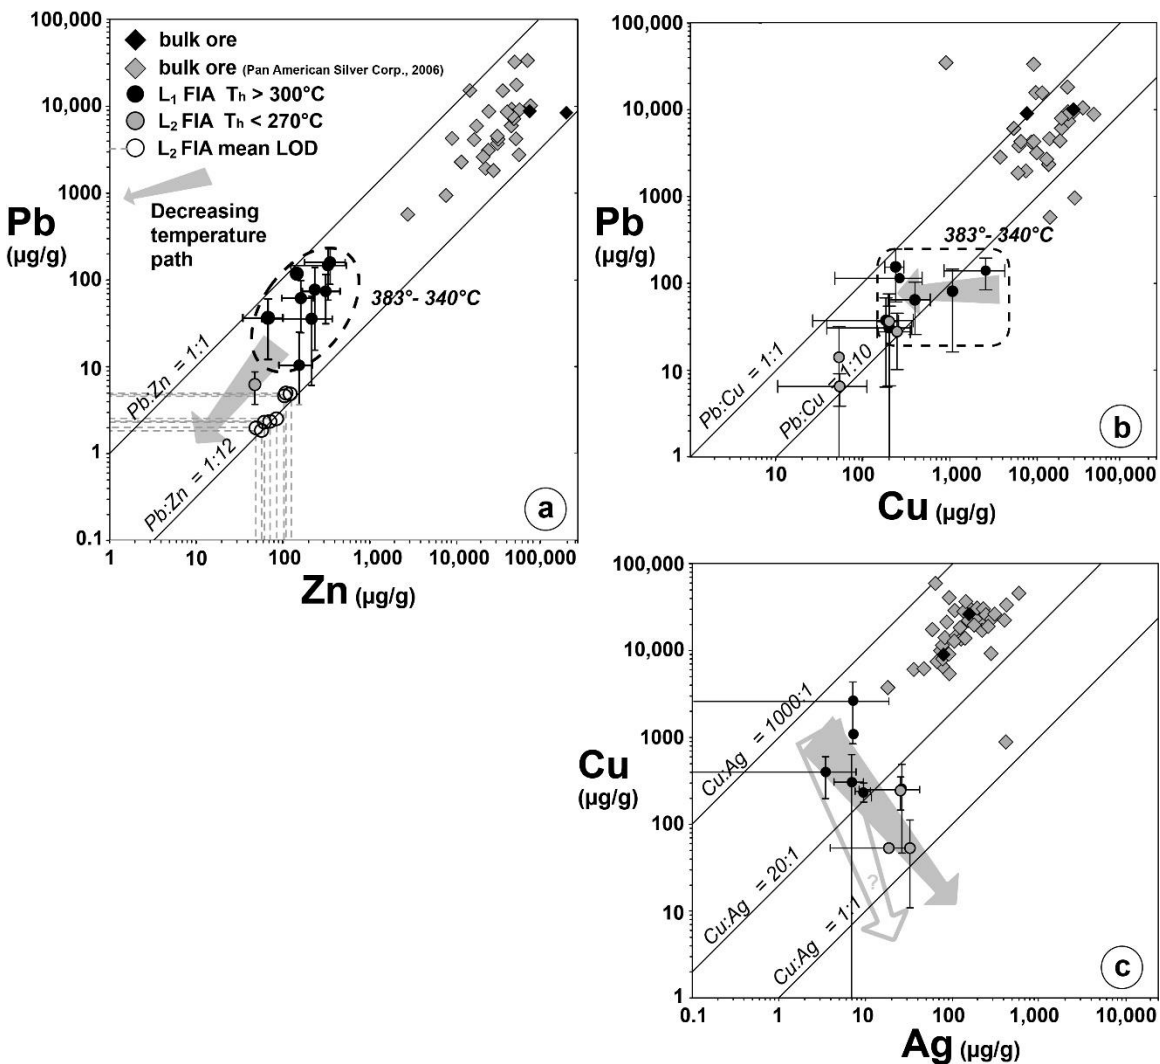 100,000
10,000
1000
100
10
1
0.1
Pb
(µg/g)
bulk ore
bulk ore (Pan American Silver Corp., 2006)
L1 FIA Th > 300°C
L2 FIA Th < 270°C
L2 FIA mean LOD
Decreasing
temperature
path
383°- 340°C
Pb:Zn = 1:1
Pb:Zn = 1:12
a
1
10
100
1,000
10,000
100,000
Zn (µg/g)
100,000
10,000
1000
100
10
1
Pb
(µg/g)
383°- 340°C
Pb:Cu = 1:1
Pb:Cu = 1:10
b
10
100
1,000
10,000
100,000
Cu (µg/g)
100,000
10,000
1000
100
10
1
Cu
(µg/g)
Cu:Ag = 1000:1
Cu:Ag = 20:1
Cu:Ag = 1:1
?
c
0.1
1
10
100
1,000
10,000
Ag (µg/g)